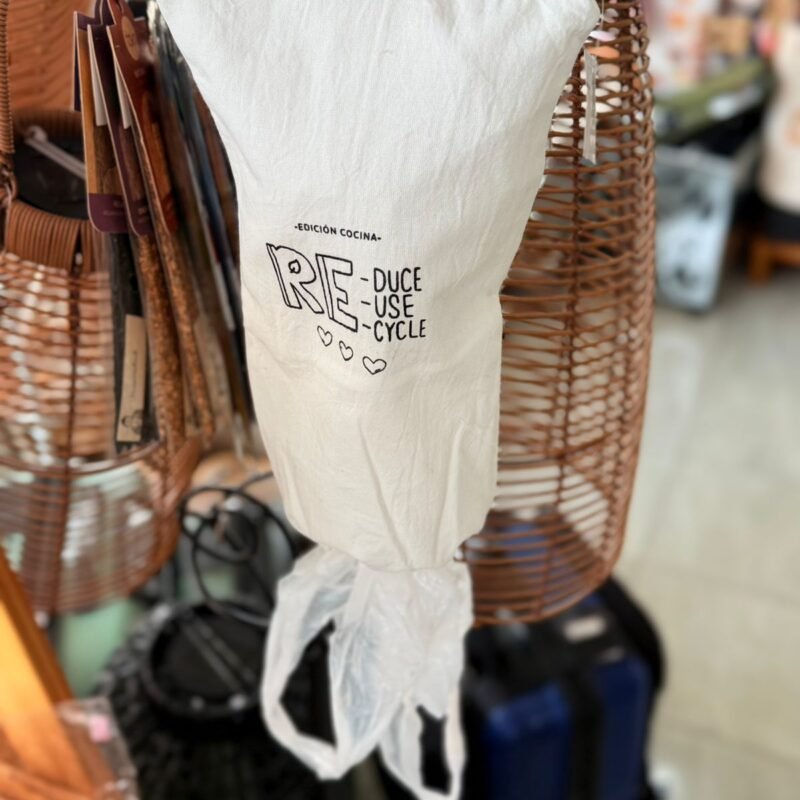 -EDICIÓN COCINA-
RE-DUCE
-USE
-CYCLE